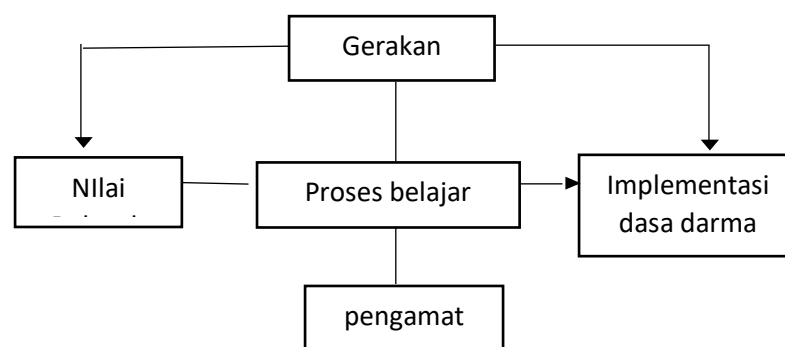 Gerakan
NIlai
Proses belajar
Implementasi
dasa darma
pengamat